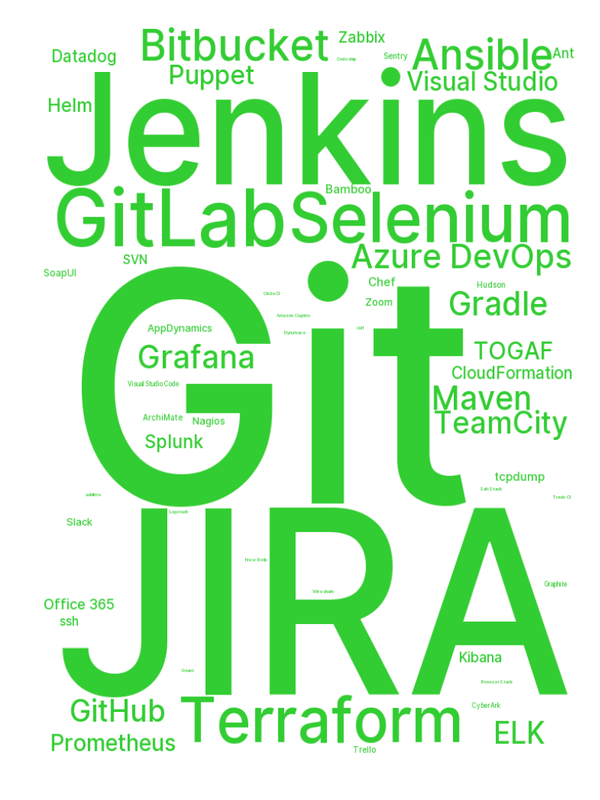 Bitbucket
Zabbix
Datadog
Sentry
Ansible
Ant
Puppet
Visual Studio
Helm
Jenkins
Bamboo
GitLab
Selenium
SVN
Azure DevOps
SoapUI
Chef
Hudson
Zoom
Gradle
Git
AppDynamics
Grafana
TOGAF
CloudFormation
Visual Studio Code
Maven
ArchiMate
Nagios
TeamCity
Splunk
tcpdump
Slack
JIRA
Graphite
Office 365
ssh
Kibana
CyberArk
GitHub
Terraform
ELK
Prometheus
Trello